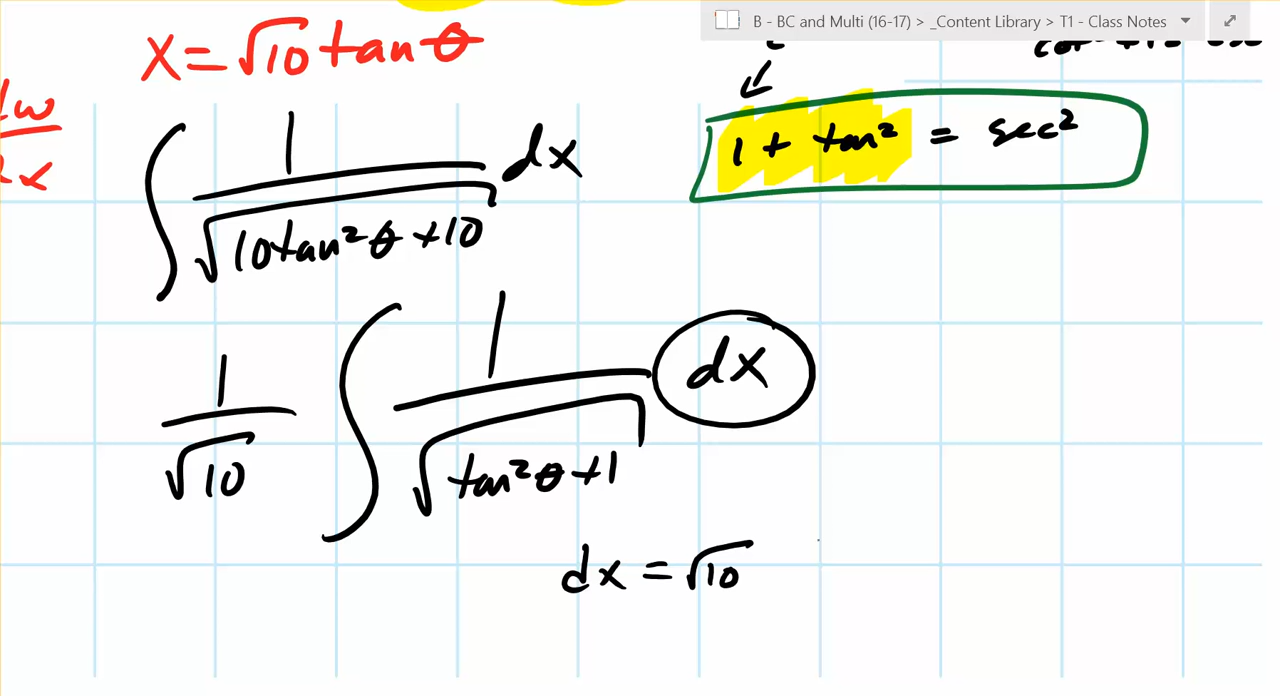 B - BC and Multi (16-17) > _Content Library > T1 - Class Notes
x = √10 tan θ
1 + tan² = sec²
∫ 1/√(10tan²θ+10) dx
1/√10 ∫ 1/√(tan²θ+1) dx
dx = √10